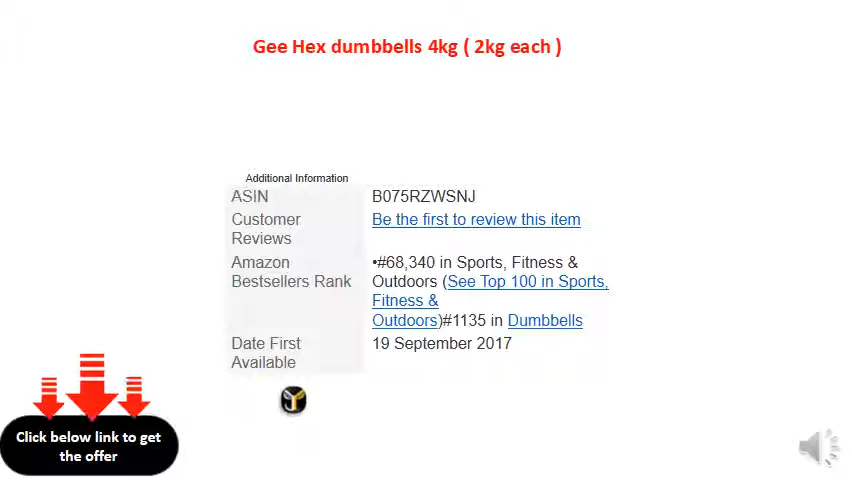 Gee Hex dumbbells 4kg ( 2kg each )
Additional Information
ASIN B075RZWSNJ
Customer Be the first to review this item
Reviews
Amazon •#68,340 in Sports, Fitness &
Bestsellers Rank Outdoors (See Top 100 in Sports,
Fitness &
Outdoors)#1135 in Dumbbells
Date First 19 September 2017
Available
Click below link to get
the offer